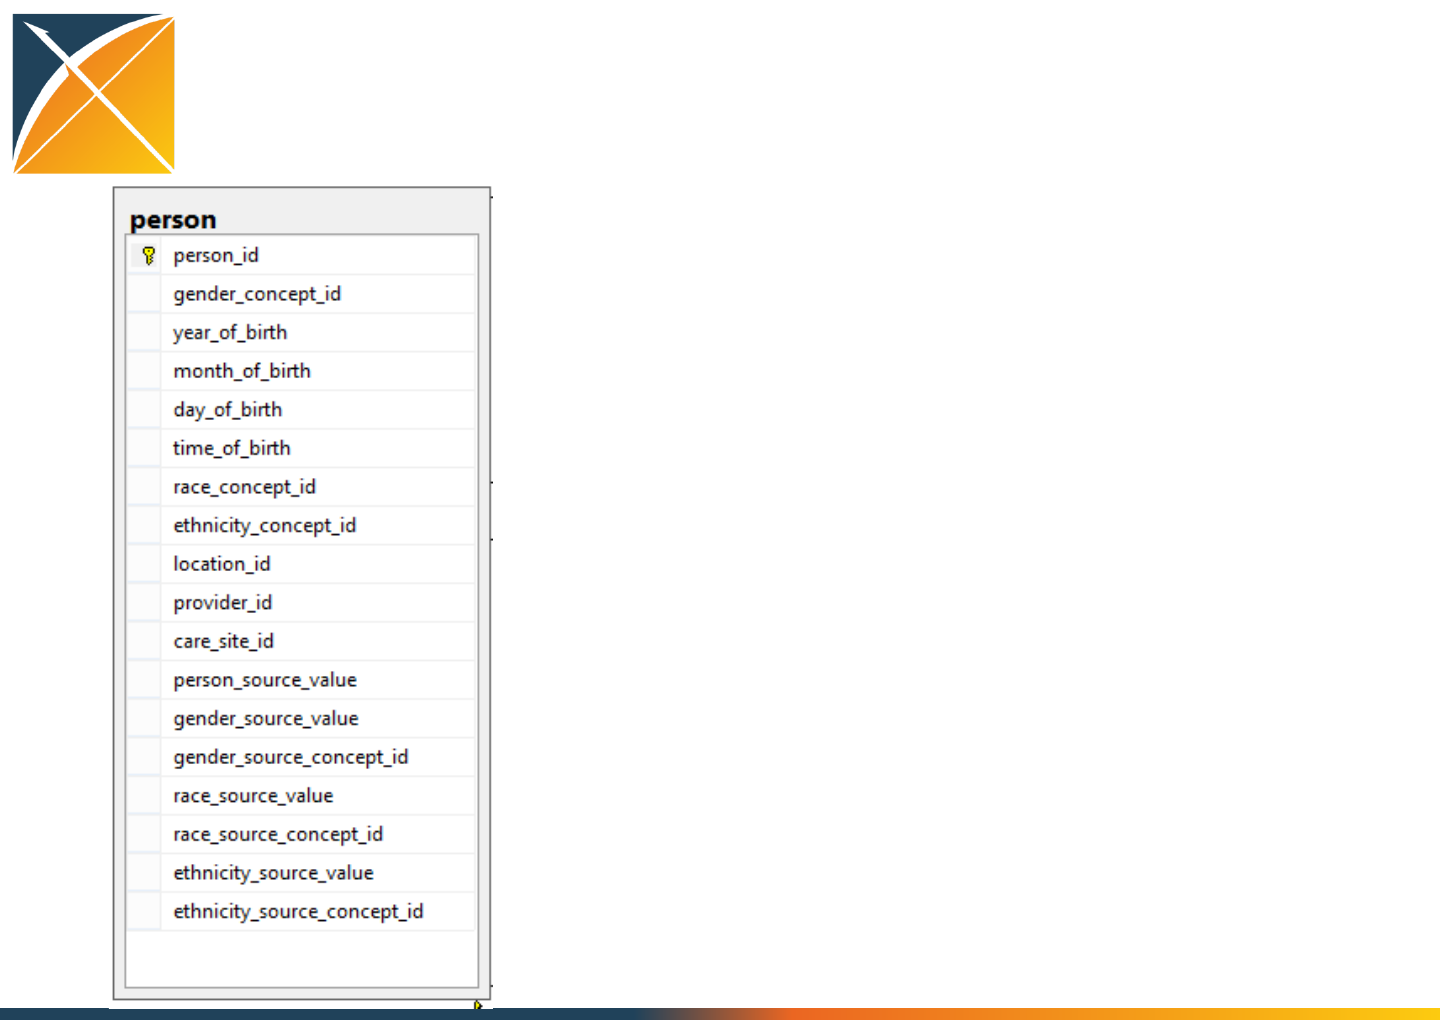 person
person_id
gender_concept_id
year_of_birth
month_of_birth
day_of_birth
time_of_birth
race_concept_id
ethnicity_concept_id
location_id
provider_id
care_site_id
person_source_value
gender_source_value
gender_source_concept_id
race_source_value
race_source_concept_id
ethnicity_source_value
ethnicity_source_concept_id